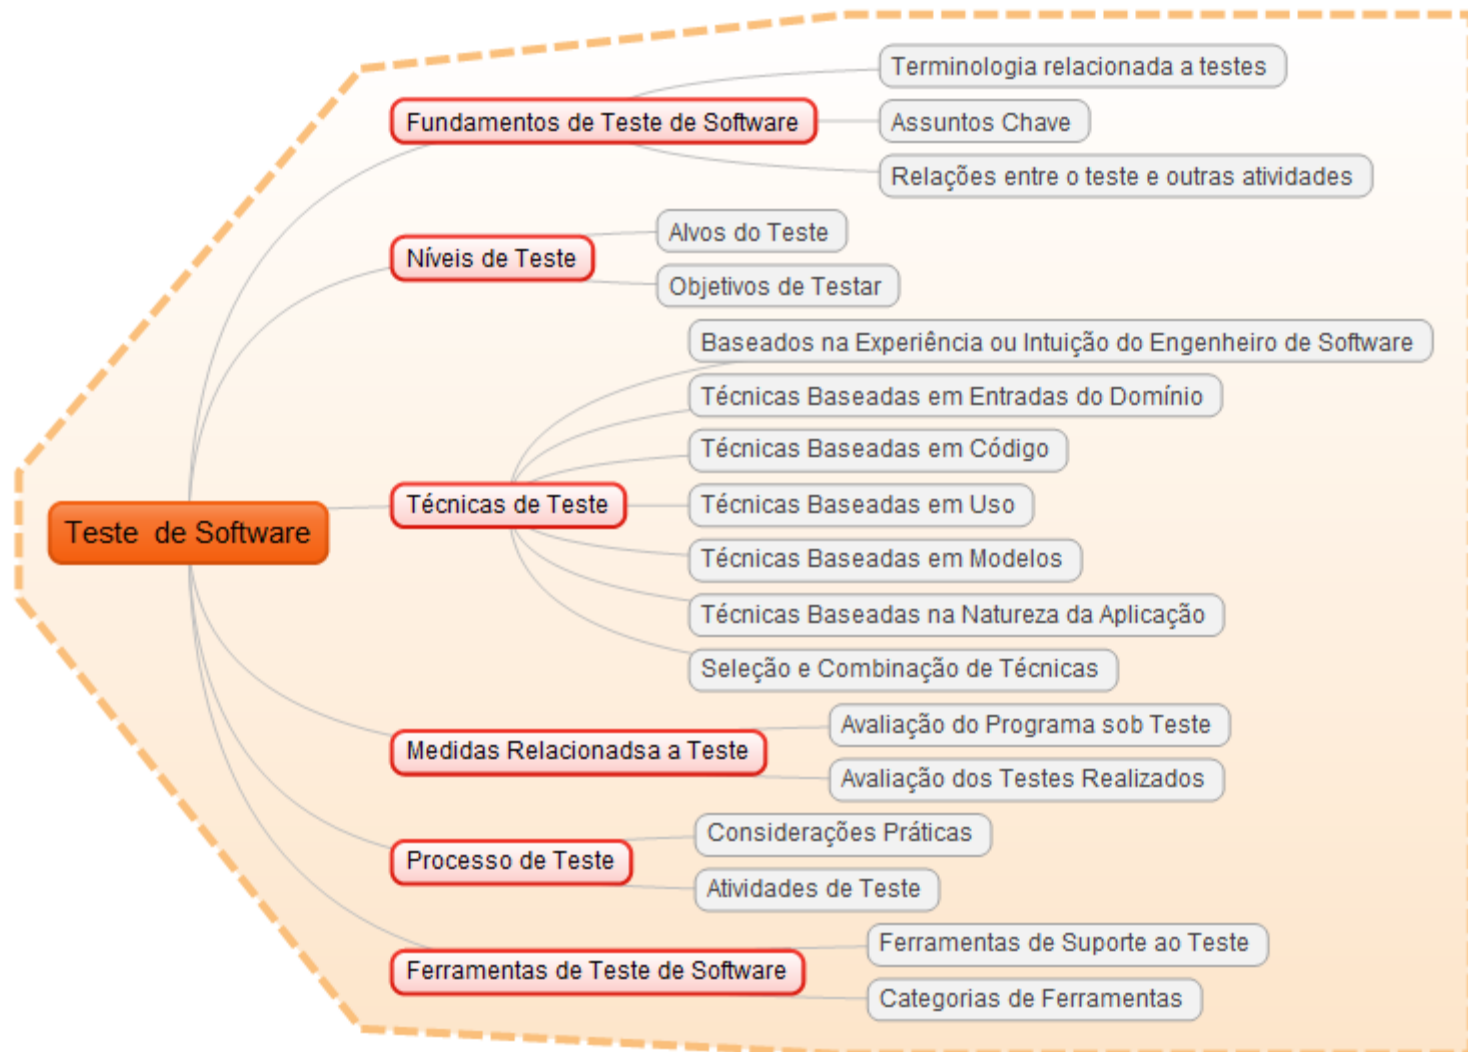 Teste de Software
Fundamentos de Teste de Software
Terminologia relacionada a testes
Assuntos Chave
Relações entre o teste e outras atividades
Níveis de Teste
Alvos do Teste
Objetivos de Testar
Técnicas de Teste
Baseados na Experiência ou Intuição do Engenheiro de Software
Técnicas Baseadas em Entradas do Domínio
Técnicas Baseadas em Código
Técnicas Baseadas em Uso
Técnicas Baseadas em Modelos
Técnicas Baseadas na Natureza da Aplicação
Seleção e Combinação de Técnicas
Medidas Relacionadsa a Teste
Avaliação do Programa sob Teste
Avaliação dos Testes Realizados
Processo de Teste
Considerações Práticas
Atividades de Teste
Ferramentas de Teste de Software
Ferramentas de Suporte ao Teste
Categorias de Ferramentas